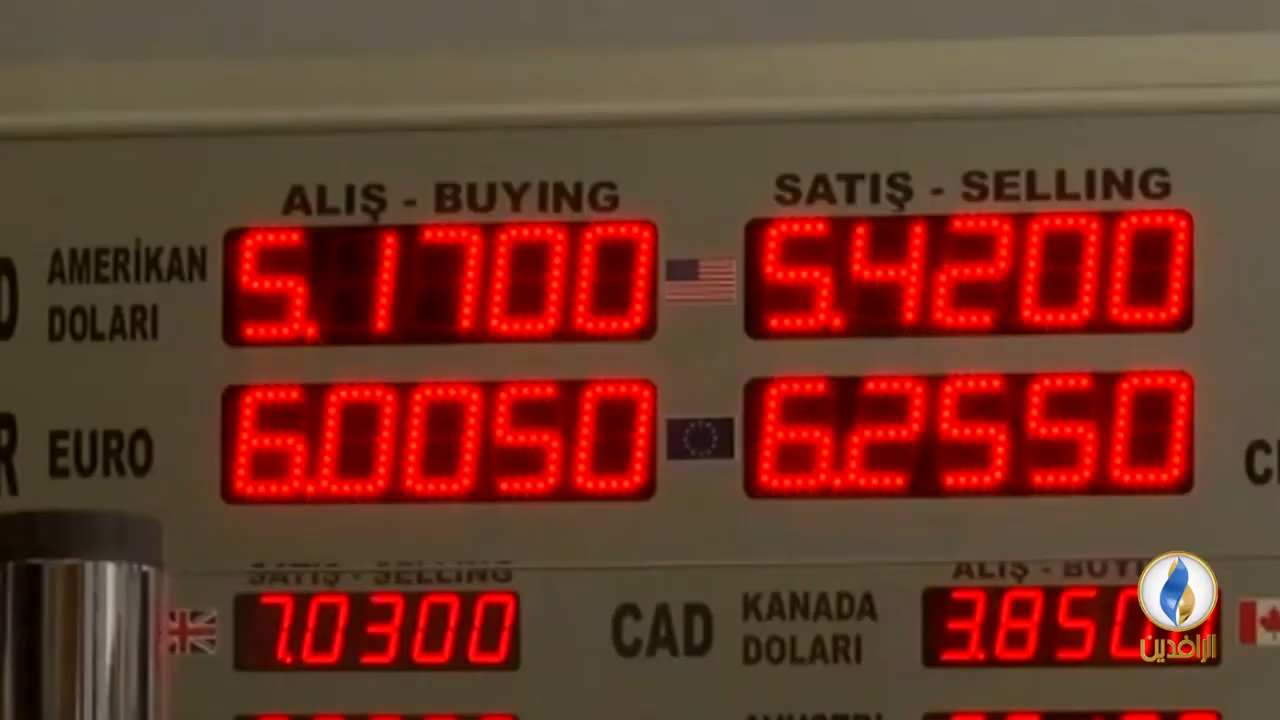 ALIŞ - BUYING
SATIŞ - SELLING
AMERİKAN
DOLARI
5.1700
5.4200
EURO
6.0050
6.2550
SATIŞ - SELLING
7.0300
CAD
KANADA
DOLARI
ALIŞ -
3.850
الرافدين